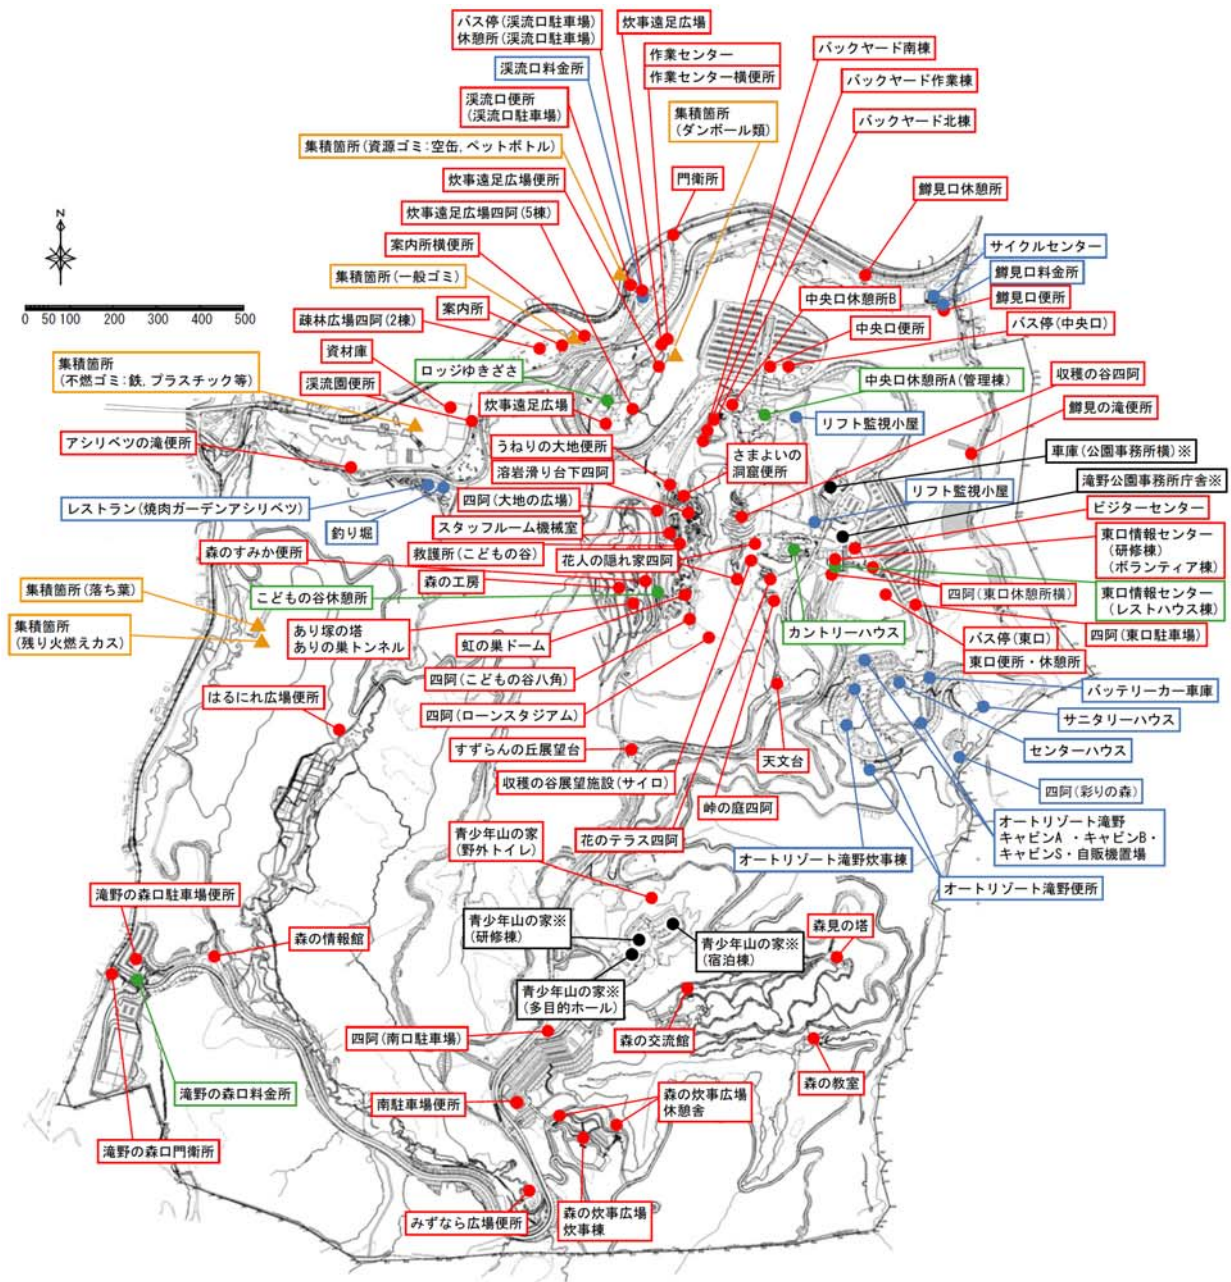 バス停(渓流口駐車場)
休憩所(渓流口駐車場)
炊事遠足広場
作業センター
作業センター横便所
渓流口料金所
バックヤード南棟
バックヤード作業棟
バックヤード北棟
渓流口便所
(渓流口駐車場)
集積箇所
(ダンボール類)
集積箇所(資源ゴミ:空缶,ペットボトル)
炊事遠足広場便所
門衛所
鱒見口休憩所
炊事遠足広場四阿(5棟)
案内所横便所
集積箇所(一般ゴミ)
案内所
疎林広場四阿(2棟)
資材庫
サイクルセンター
鱒見口料金所
鱒見口便所
中央口休憩所B
中央口便所
バス停(中央口)
N
0 50 100 200 300 400 500
集積箇所
(不燃ゴミ:鉄,プラスチック等)
渓流園便所
ロッジゆきざさ
中央口休憩所A(管理棟)
収穫の谷四阿
炊事遠足広場
リフト監視小屋
鱒見の滝便所
アシリベツの滝便所
うねりの大地便所
さまよいの
洞窟便所
車庫(公園事務所横)※
溶岩滑り台下四阿
滝野公園事務所庁舎※
四阿(大地の広場)
リフト監視小屋
レストラン(焼肉ガーデンアシリベツ)
釣り堀
スタッフルーム機械室
ビジターセンター
森のすみか便所
救護所(こどもの谷)
花人の隠れ家四阿
東口情報センター
(研修棟)
(ボランティア棟)
森の工房
集積箇所(落ち葉)
こどもの谷休憩所
四阿(東口休憩所横)
東口情報センター
(レストハウス棟)
集積箇所
(残り火燃えカス)
あり塚の塔
ありの巣トンネル
虹の巣ドーム
カントリーハウス
バス停(東口)
四阿(東口駐車場)
東口便所・休憩所
はるにれ広場便所
四阿(こどもの谷八角)
バッテリーカー車庫
四阿(ローンスタジアム)
サニタリーハウス
すずらんの丘展望台
天文台
センターハウス
収穫の谷展望施設(サイロ)
四阿(彩りの森)
峠の庭四阿
青少年山の家
(野外トイレ)
花のテラス四阿
オートリゾート滝野炊事棟
オートリゾート滝野
キャビンA ・キャビンB・
キャビンS・自販機置場
オートリゾート滝野便所
滝野の森口駐車場便所
森の情報館
青少年山の家※
(研修棟)
青少年山の家※
(宿泊棟)
森見の塔
青少年山の家※
(多目的ホール)
四阿(南口駐車場)
森の交流館
森の教室
滝野の森口料金所
南駐車場便所
森の炊事広場
休憩舎
滝野の森口門衛所
みずなら広場便所
森の炊事広場
炊事棟